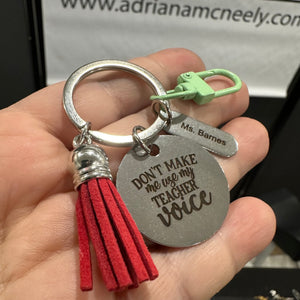 www.adrianamcneely.com
Ms. Barnes
DON'T MAKE
me use my
TEACHER
voice